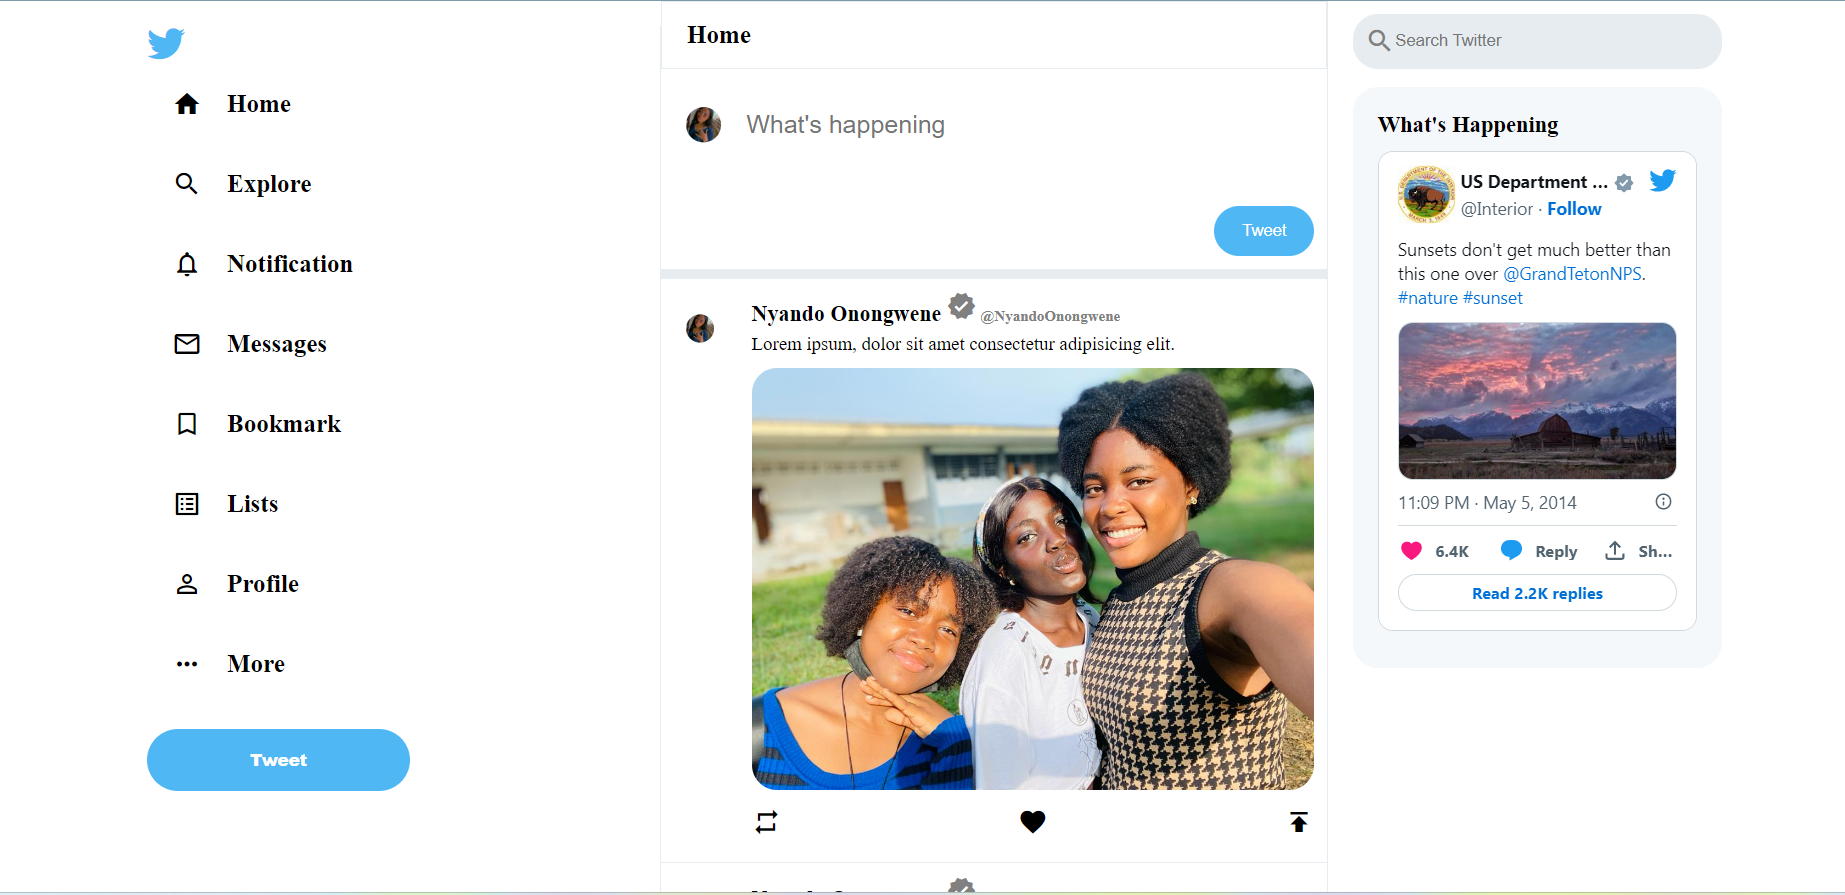 Home
Explore
Notification
Messages
Bookmark
Lists
Profile
More
Tweet
Home
What's happening
Tweet
Nyando Onongwene @NyandoOnongwene
Lorem ipsum, dolor sit amet consectetur adipisicing elit.
Search Twitter
What's Happening
US Department ...
@Interior · Follow
Sunsets don't get much better than
this one over @GrandTetonNPS.
#nature #sunset
11:09 PM · May 5, 2014
6.4K Reply Sh...
Read 2.2K replies